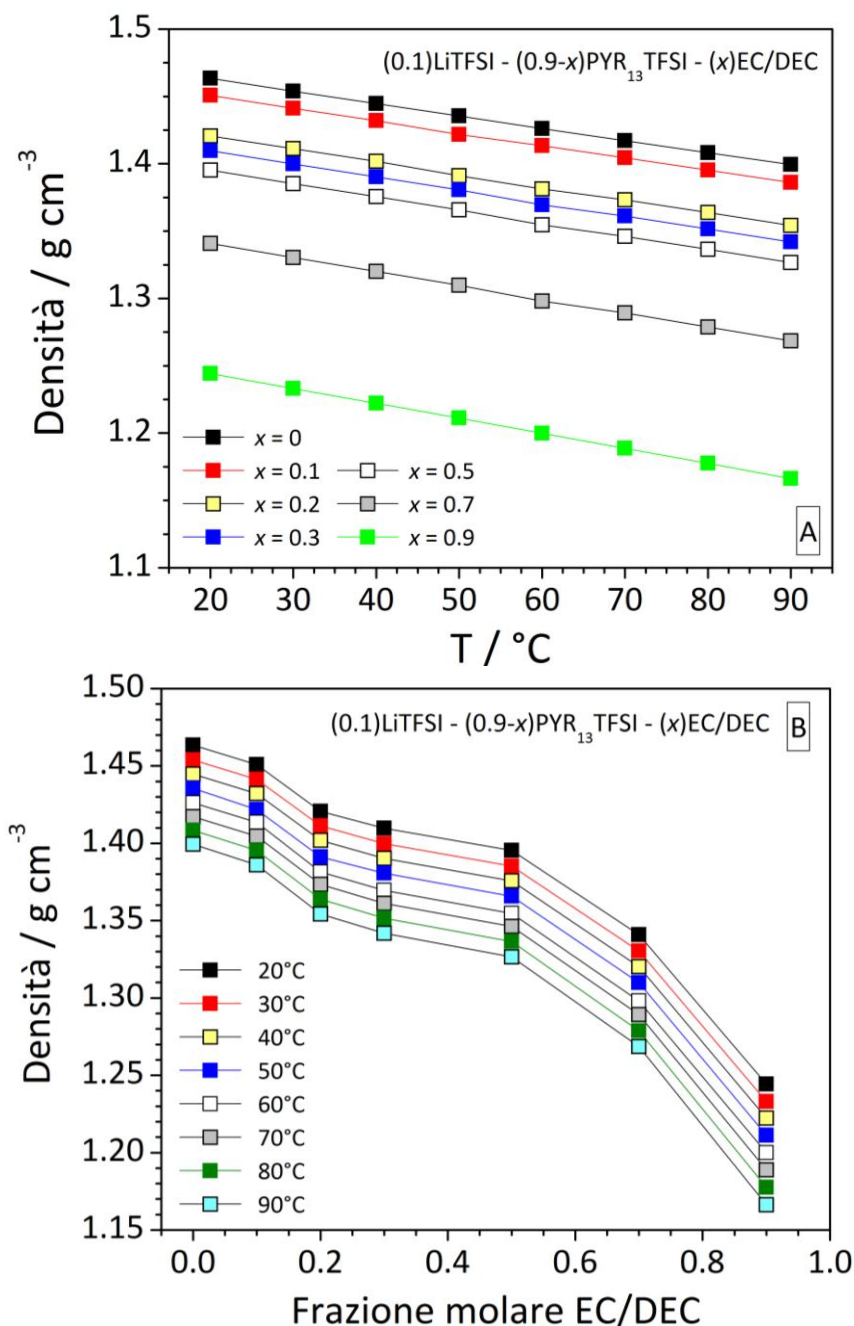 1.5
1.4
1.3
1.2
1.1
Densità / g cm⁻³
(0.1)LiTFSI - (0.9-x)PYR₁₃TFSI - (x)EC/DEC
x = 0
x = 0.1
x = 0.5
x = 0.2
x = 0.7
x = 0.3
x = 0.9
A
20 30 40 50 60 70 80 90
T / °C
1.50
1.45
1.40
1.35
1.30
1.25
1.20
1.15
Densità / g cm⁻³
(0.1)LiTFSI - (0.9-x)PYR₁₃TFSI - (x)EC/DEC
B
20°C
30°C
40°C
50°C
60°C
70°C
80°C
90°C
0.0 0.2 0.4 0.6 0.8 1.0
Frazione molare EC/DEC